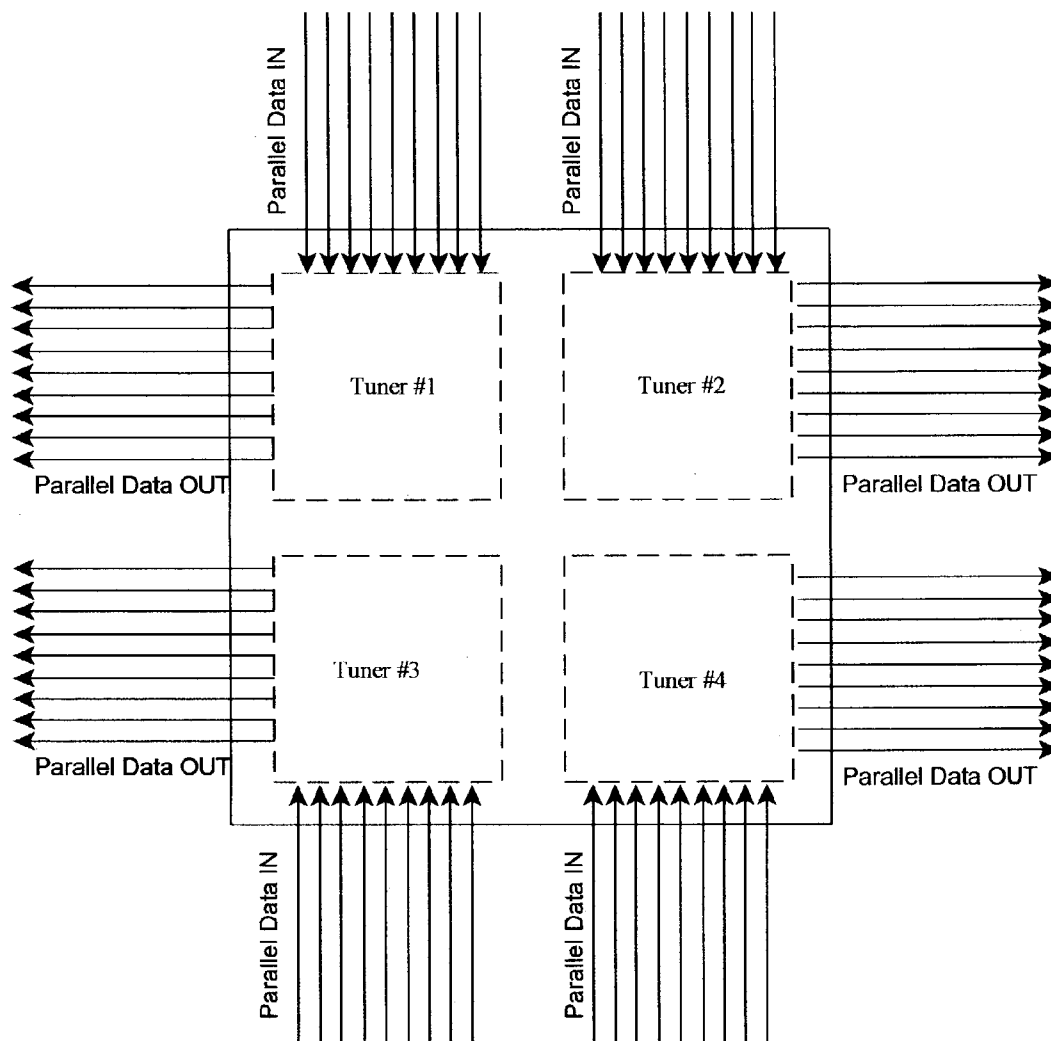 Parallel Data IN
Parallel Data IN
Tuner #1
Tuner #2
Parallel Data OUT
Parallel Data OUT
Tuner #3
Tuner #4
Parallel Data OUT
Parallel Data OUT
Parallel Data IN
Parallel Data IN